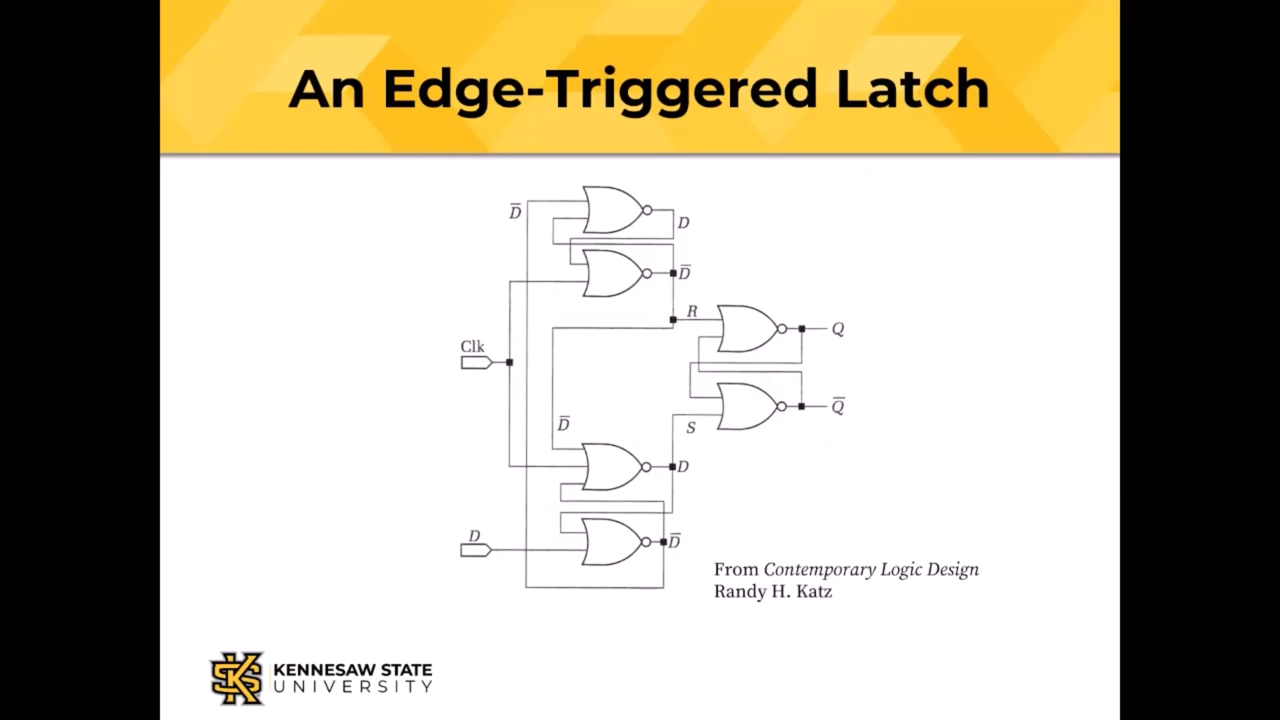 An Edge-Triggered Latch
D̅
D
D̅
R
Q
Clk
Q̅
D̅
S
D
D
D̅
From Contemporary Logic Design
Randy H. Katz
KENNESAW STATE
UNIVERSITY